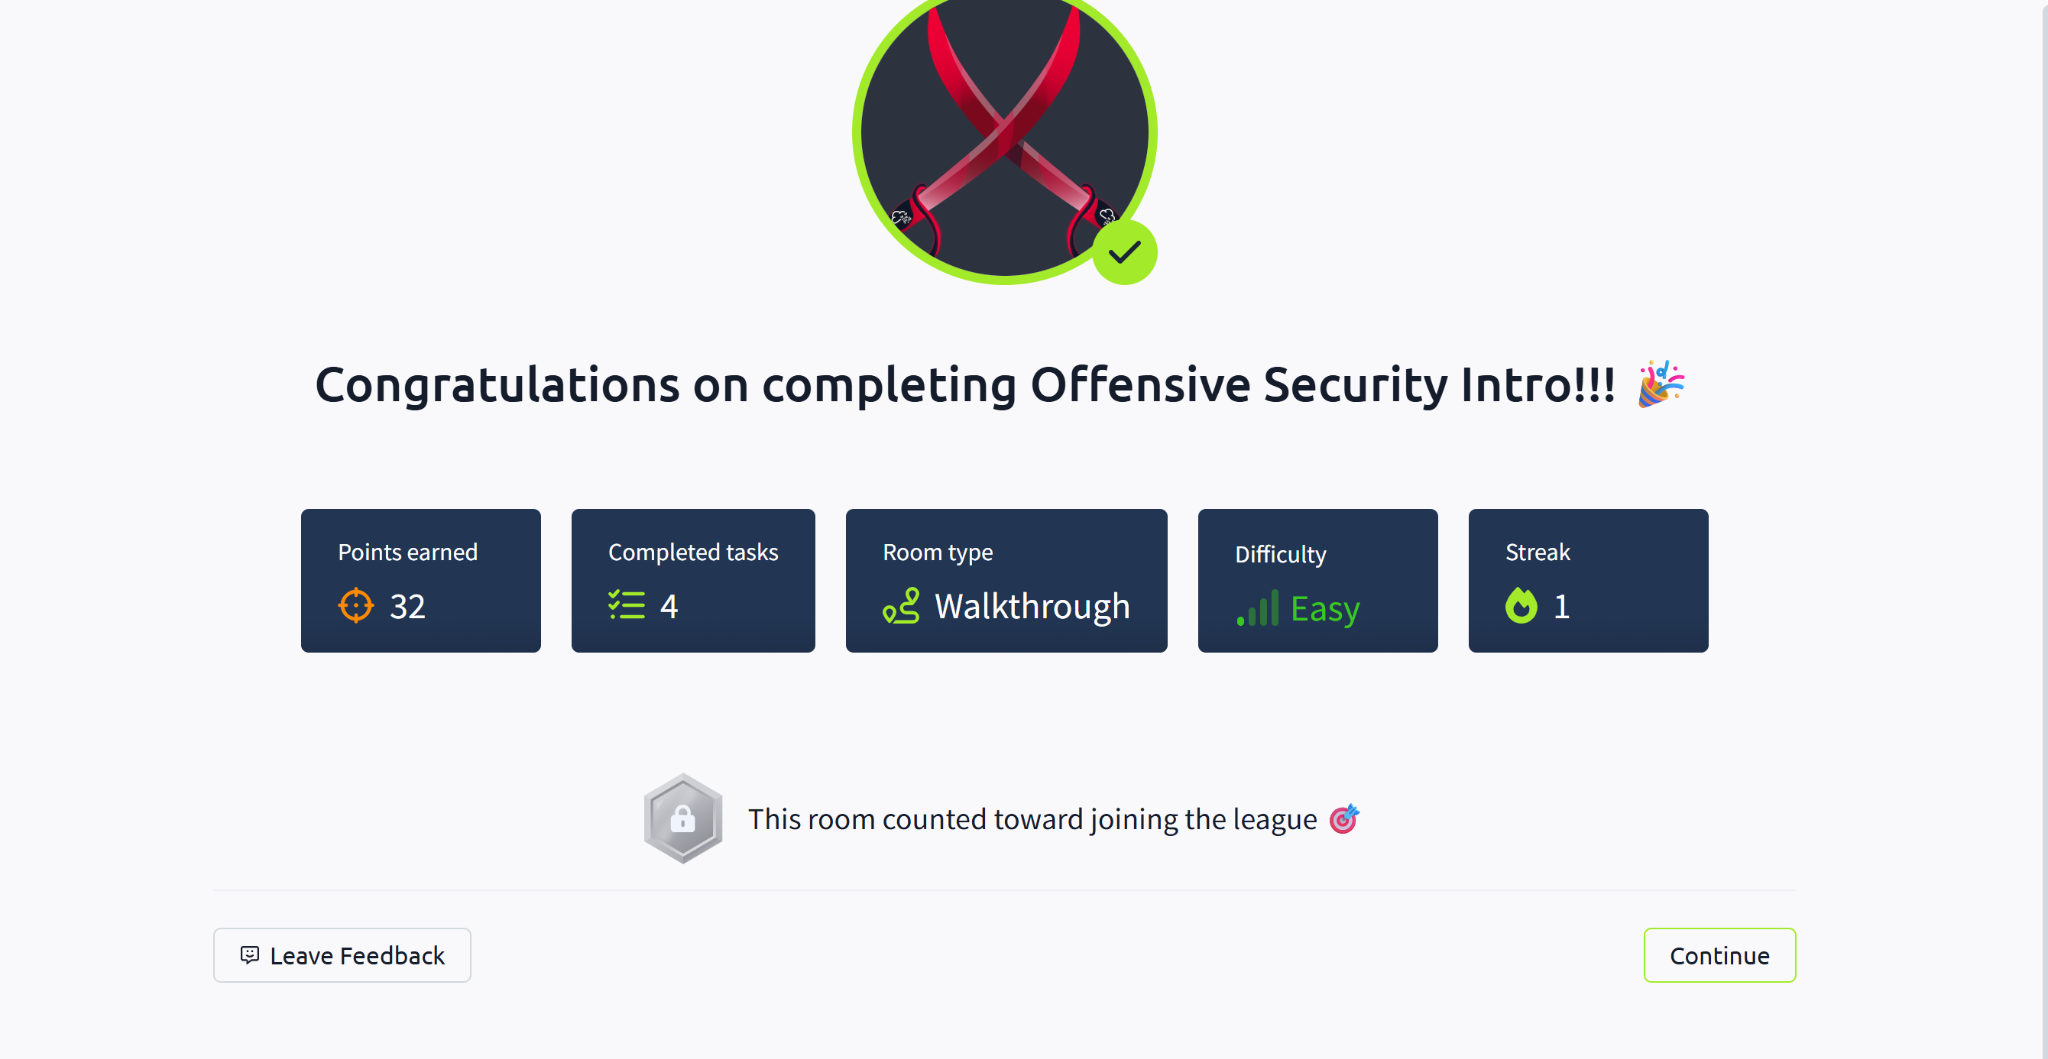 Congratulations on completing Offensive Security Intro!!! 🎉
Points earned
32
Completed tasks
4
Room type
Walkthrough
Difficulty
Easy
Streak
1
This room counted toward joining the league 🎯
Leave Feedback
Continue